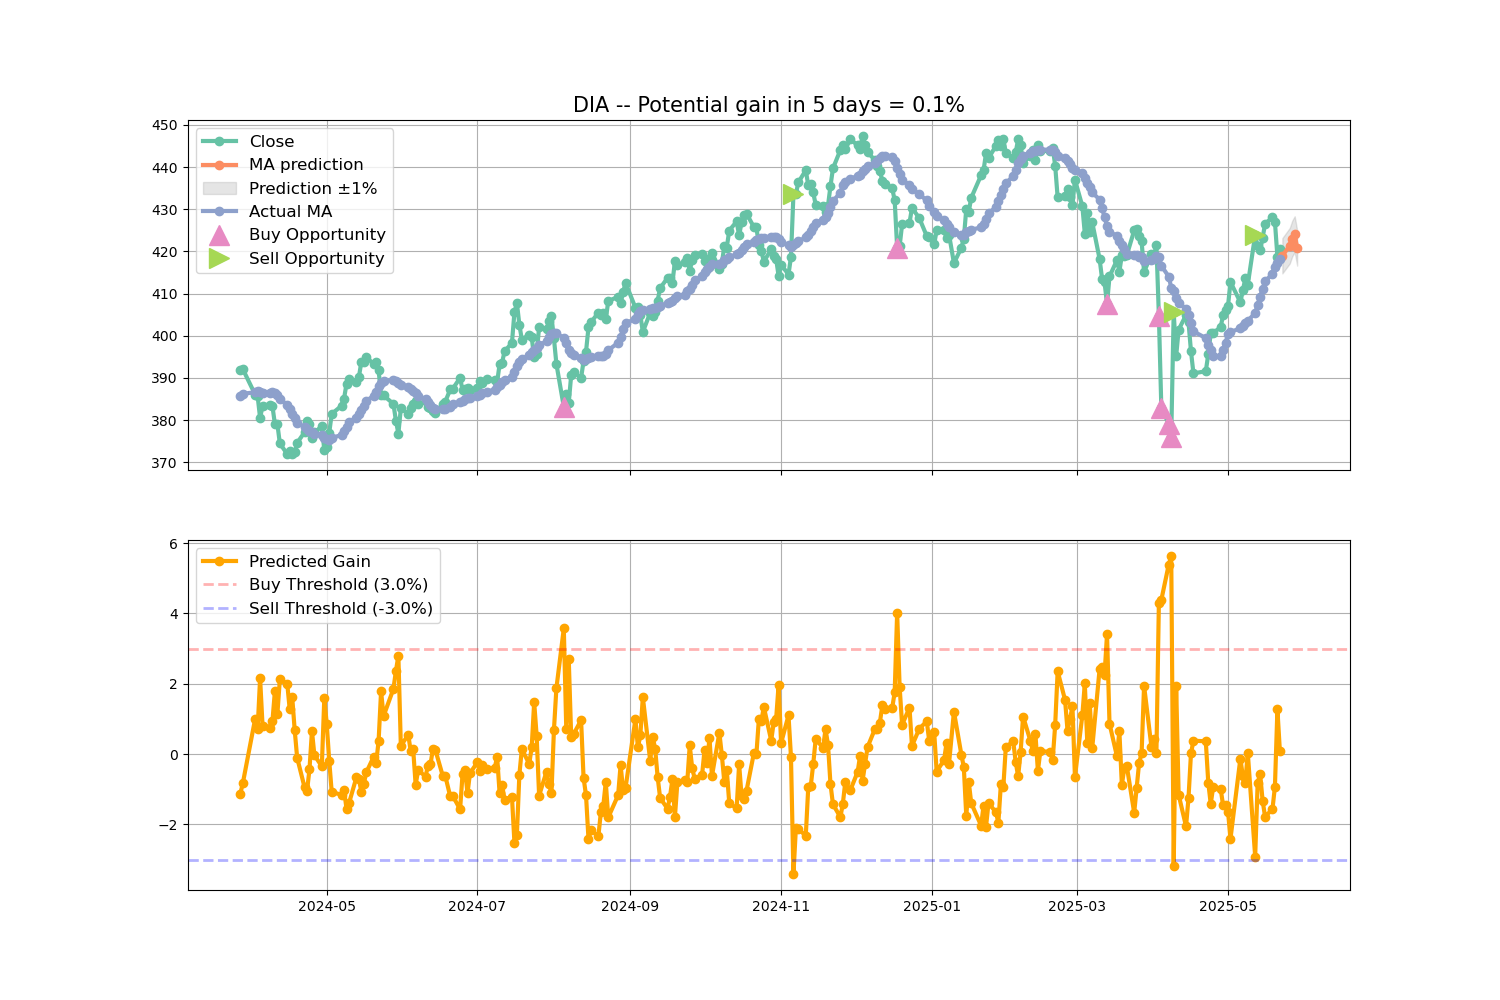 DIA -- Potential gain in 5 days = 0.1%
450
440
430
420
410
400
390
380
370
Close
MA prediction
Prediction ±1%
Actual MA
Buy Opportunity
Sell Opportunity
6
4
2
0
−2
Predicted Gain
Buy Threshold (3.0%)
Sell Threshold (-3.0%)
2024-05
2024-07
2024-09
2024-11
2025-01
2025-03
2025-05